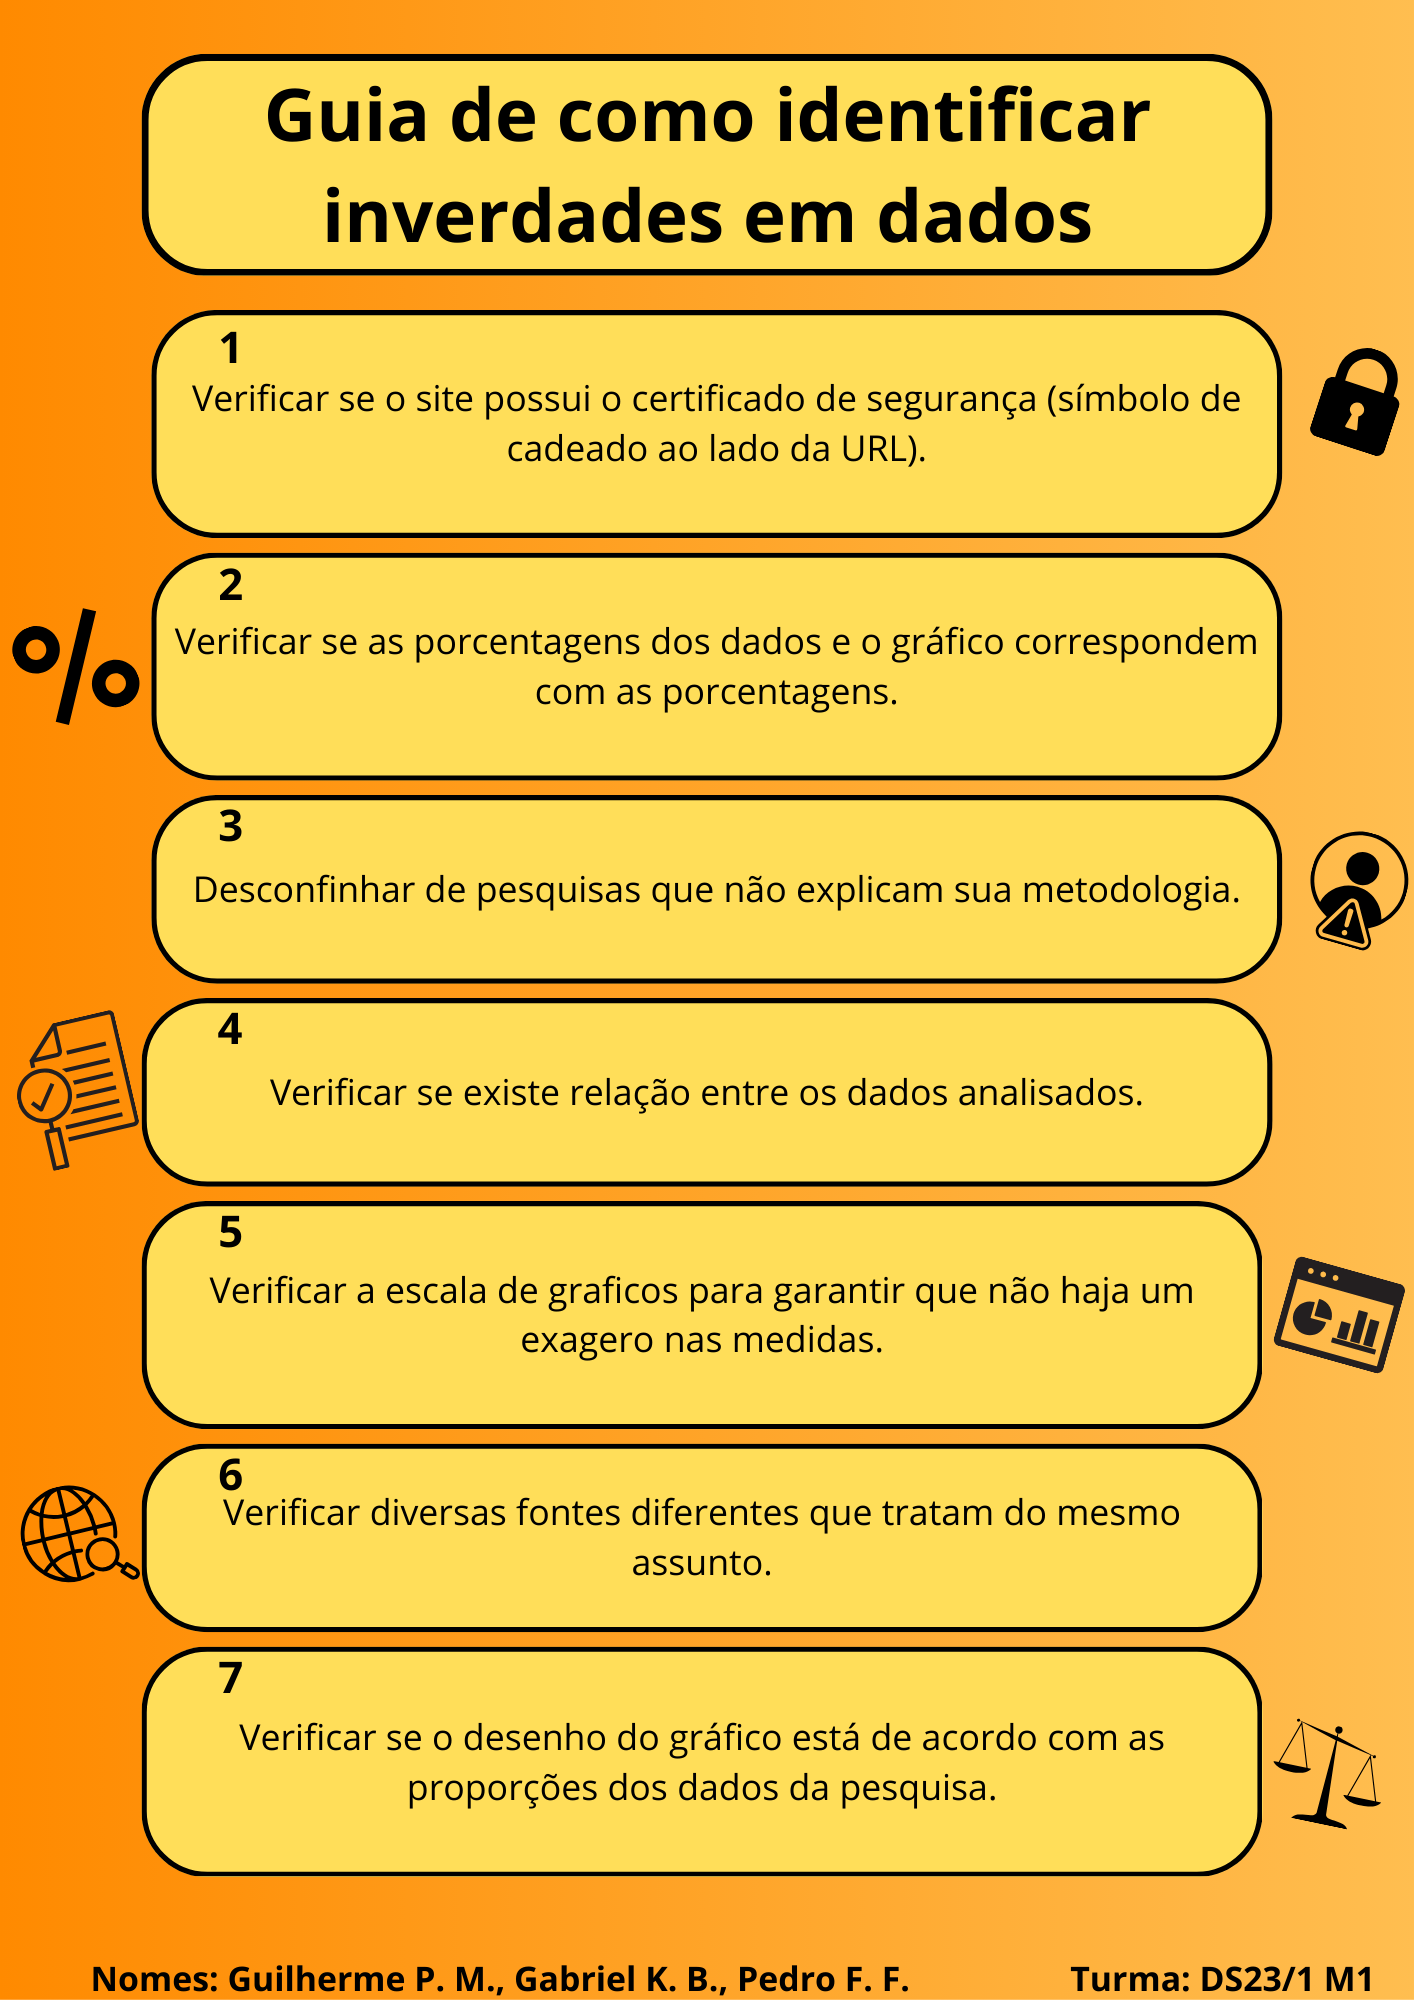 Guia de como identificar
inverdades em dados
1
Verificar se o site possui o certificado de segurança (símbolo de
cadeado ao lado da URL).
2
Verificar se as porcentagens dos dados e o gráfico correspondem
com as porcentagens.
3
Desconfinhar de pesquisas que não explicam sua metodologia.
4
Verificar se existe relação entre os dados analisados.
5
Verificar a escala de graficos para garantir que não haja um
exagero nas medidas.
6
Verificar diversas fontes diferentes que tratam do mesmo
assunto.
7
Verificar se o desenho do gráfico está de acordo com as
proporções dos dados da pesquisa.
Nomes: Guilherme P. M., Gabriel K. B., Pedro F. F.
Turma: DS23/1 M1